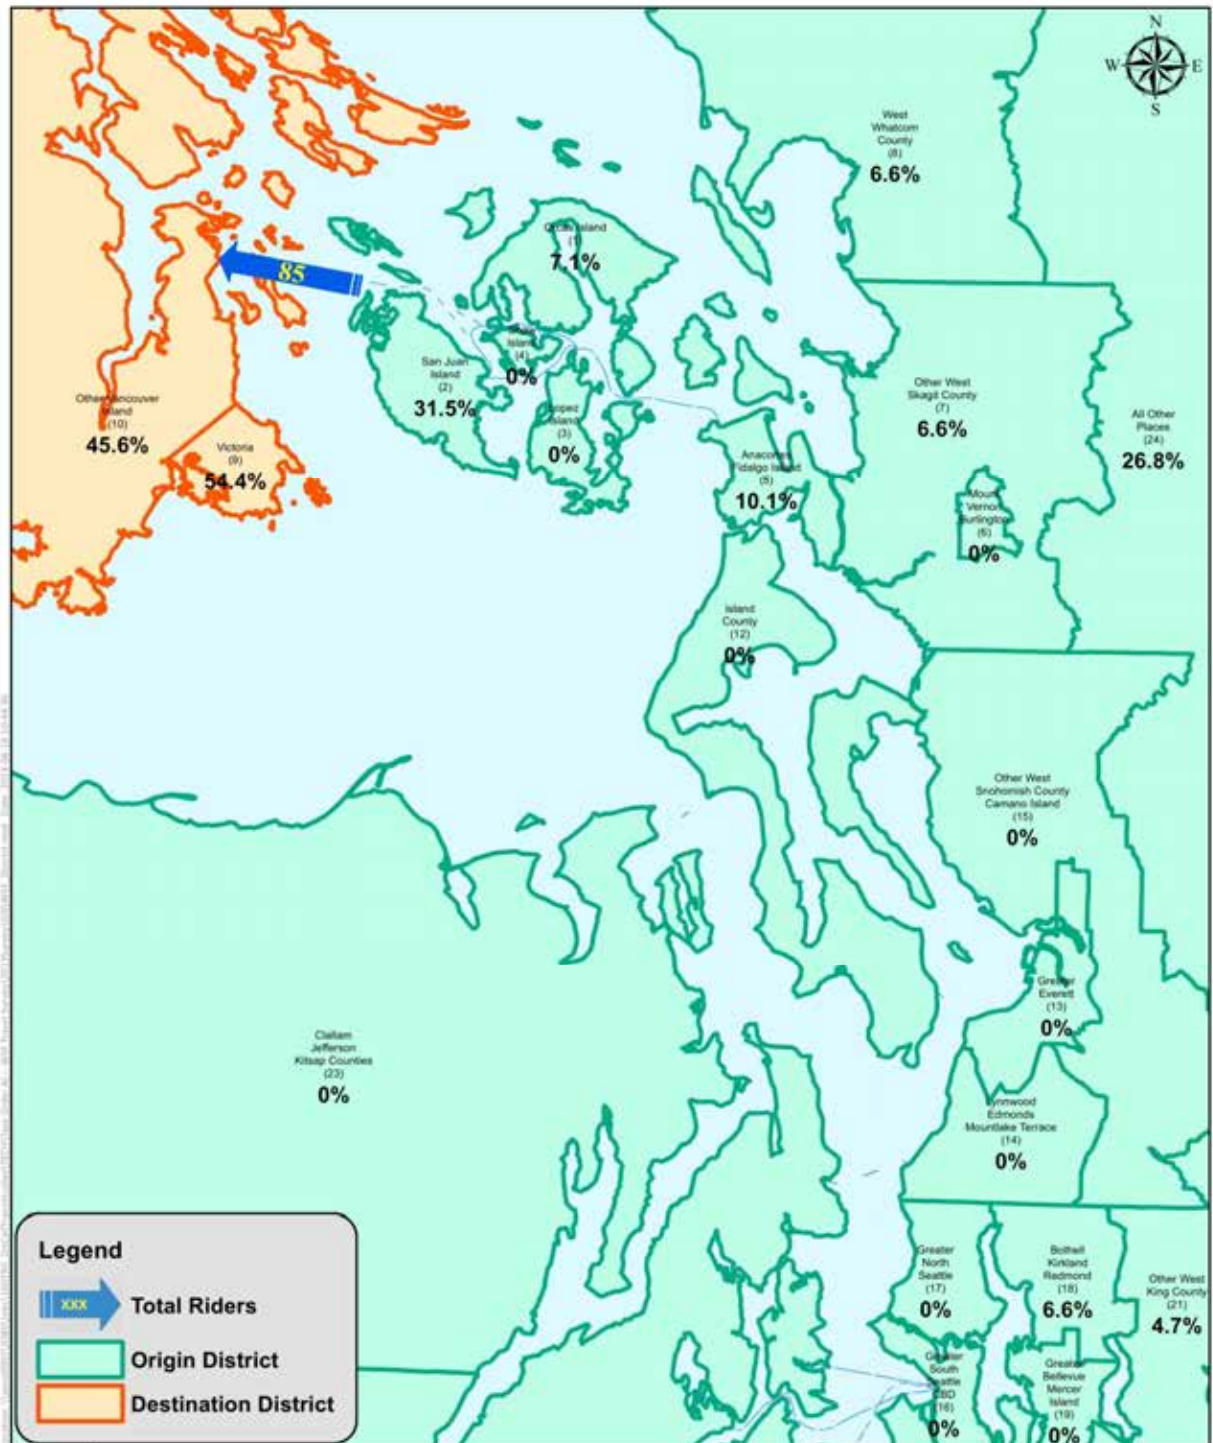 N
W
E
S
West
Whatcom
County
(8)
6.6%
Orcas Island
(1)
7.1%
85
Island
(4)
0%
San Juan
Island
(2)
31.5%
Lopez
Island
(3)
0%
Other Vancouver
Island
(10)
45.6%
Victoria
(9)
54.4%
Other West
Skagit County
(7)
6.6%
All Other
Places
(24)
26.8%
Anacortes
Fidalgo Island
(5)
10.1%
Mount
Vernon
Burlington
(6)
0%
Island
County
(12)
0%
Other West
Snohomish County
Camano Island
(15)
0%
Greater
Everett
(13)
0%
Clallam
Jefferson
Kitsap Counties
(23)
0%
Lynnwood
Edmonds
Mountlake Terrace
(14)
0%
Greater
North
Seattle
(17)
0%
Bothell
Kirkland
Redmond
(18)
6.6%
Other West
King County
(21)
4.7%
Greater
South
Seattle
CBD
(16)
0%
Greater
Bellevue
Mercer
Island
(19)
0%
Legend
xxx
Total Riders
Origin District
Destination District